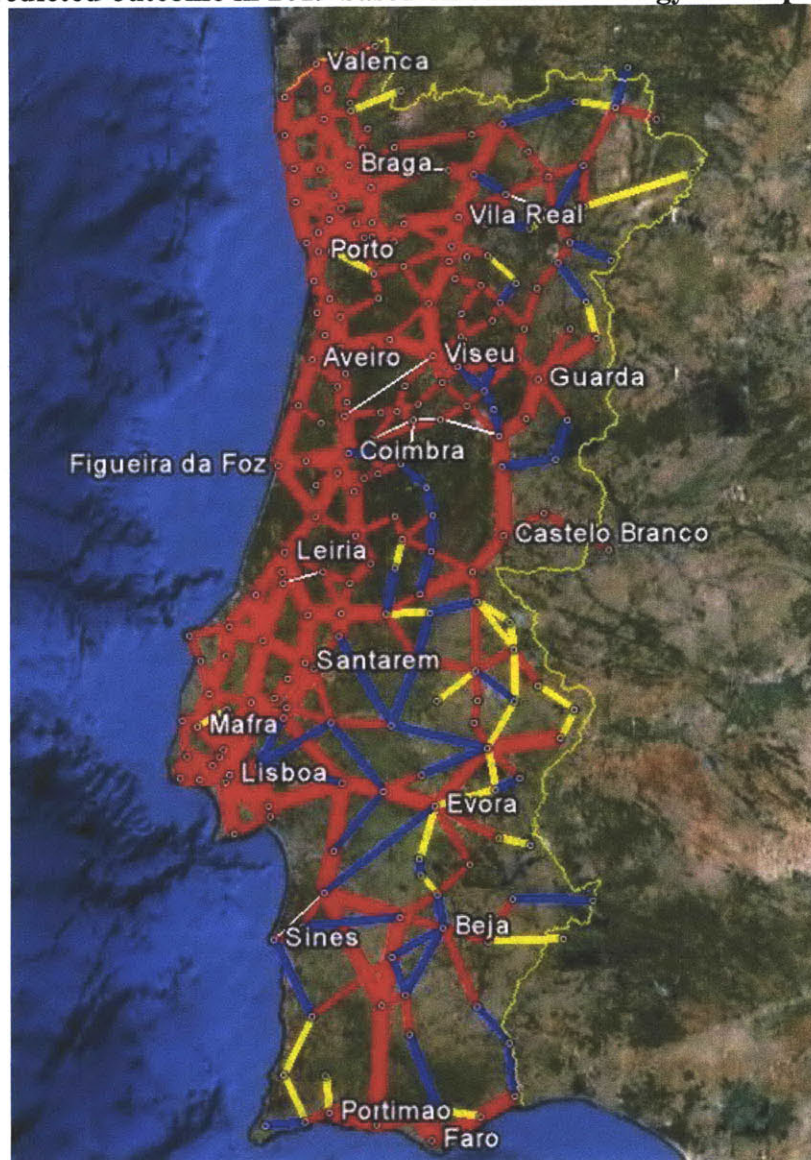 Valenca
Braga
Vila Real
Porto
Aveiro
Viseu
Guarda
Coimbra
Figueira da Foz
Castelo Branco
Leiria
Santarem
Mafra
Lisboa
Evora
Beja
Sines
Portimao
Faro